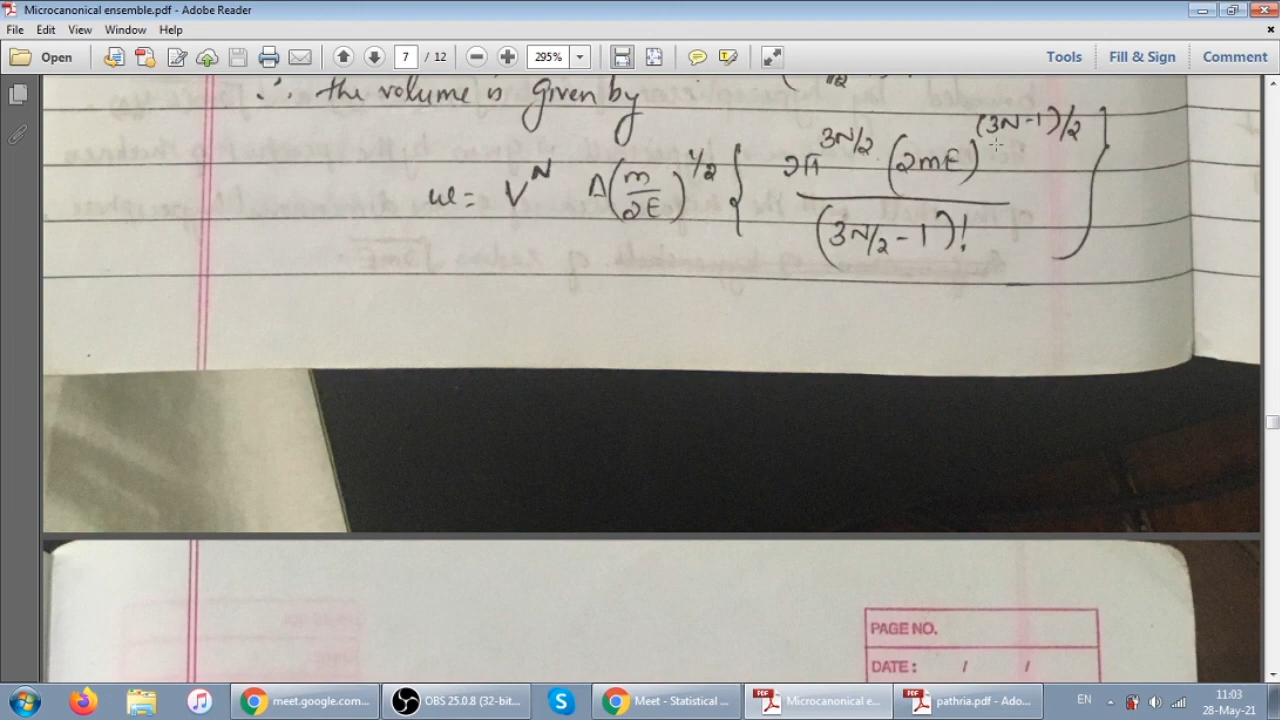 Microcanonical ensemble.pdf - Adobe Reader
File Edit View Window Help
Open 7 / 12 295% Tools Fill & Sign Comment
∴ the volume is given by
ω = V^N Δ(m/2E)^1/2 { 2π^3N/2 (2mE)^(3N-1)/2 / (3N/2 - 1)! }
PAGE NO.
DATE: / /
meet.google.com... OBS 25.0.8 (32-bit... Meet - Statistical ... Microcanonical e... pathria.pdf - Ado... EN 11:03
28-May-21